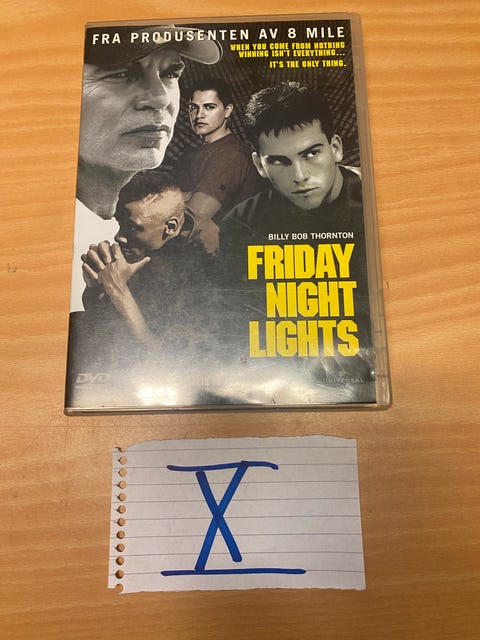 FRA PRODUSENTEN AV 8 MILE
WHEN YOU COME FROM NOTHING
WINNING ISN'T EVERYTHING...
IT'S THE ONLY THING.
BILLY BOB THORNTON
FRIDAY
NIGHT
LIGHTS
DVD
UNIVERSAL
X